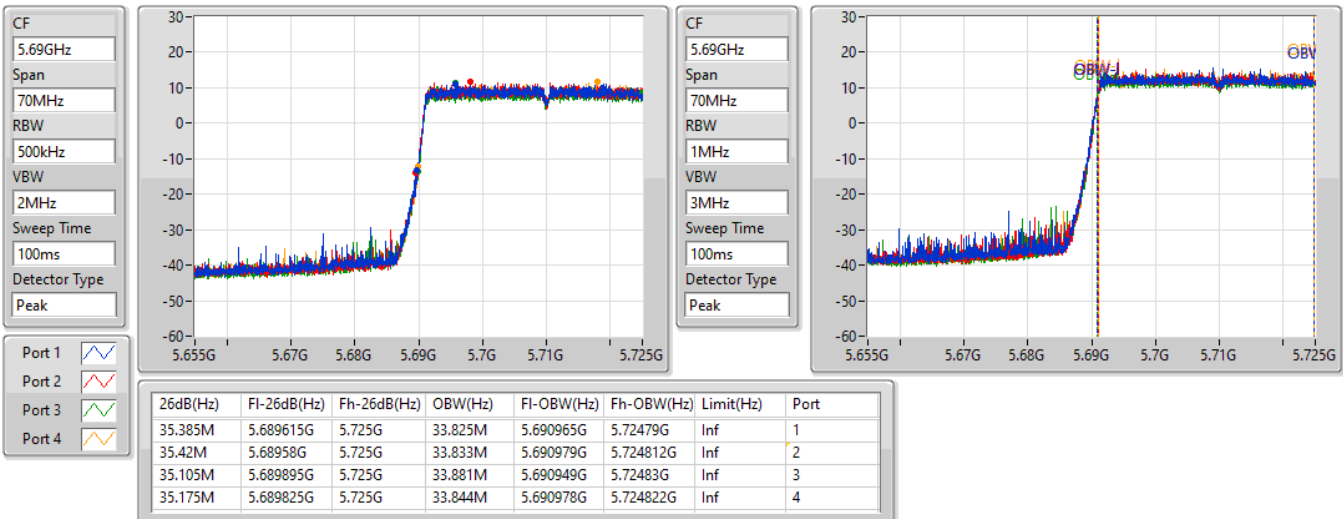 CF
5.69GHz
Span
70MHz
RBW
500kHz
VBW
2MHz
Sweep Time
100ms
Detector Type
Peak
30
20
10
0
-10
-20
-30
-40
-50
-60
5.655G 5.67G 5.68G 5.69G 5.7G 5.71G 5.725G
CF
5.69GHz
Span
70MHz
RBW
1MHz
VBW
3MHz
Sweep Time
100ms
Detector Type
Peak
30
20
10
0
-10
-20
-30
-40
-50
-60
5.655G 5.67G 5.68G 5.69G 5.7G 5.71G 5.725G
Port 1
Port 2
Port 3
Port 4
26dB(Hz) Fl-26dB(Hz) Fh-26dB(Hz) OBW(Hz) Fl-OBW(Hz) Fh-OBW(Hz) Limit(Hz) Port
35.385M 5.689615G 5.725G 33.825M 5.690965G 5.72479G Inf 1
35.42M 5.68958G 5.725G 33.833M 5.690979G 5.724812G Inf 2
35.105M 5.689895G 5.725G 33.881M 5.690949G 5.72483G Inf 3
35.175M 5.689825G 5.725G 33.844M 5.690978G 5.724822G Inf 4